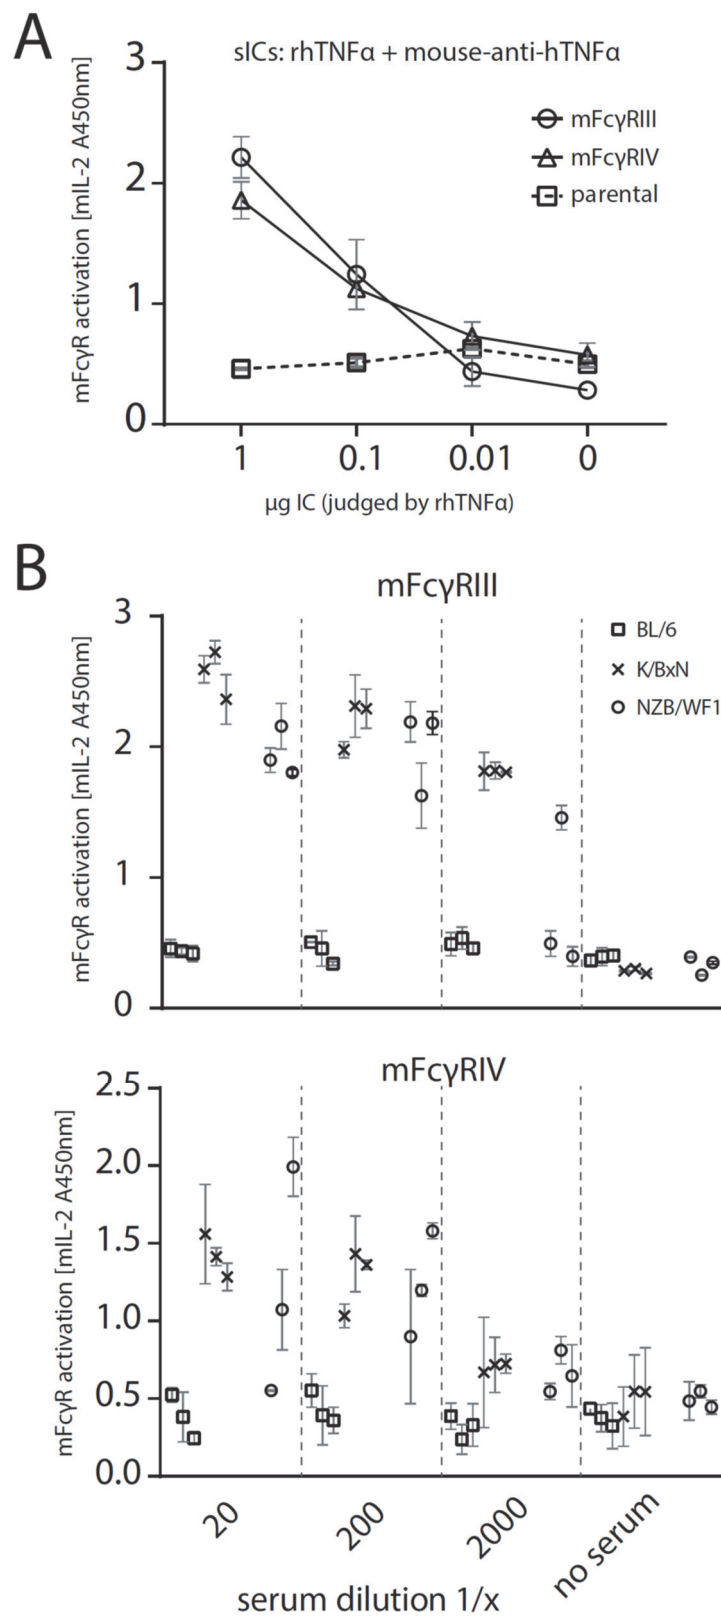 A
sICs: rhTNFα + mouse-anti-hTNFα
mFcγR activation [mIL-2 A450nm]
3
2
1
0
mFcγRIII
mFcγRIV
parental
1 0.1 0.01 0
μg IC (judged by rhTNFα)
B
mFcγRIII
mFcγR activation [mIL-2 A450nm]
3
2
1
0
BL/6
K/BxN
NZB/WF1
mFcγRIV
mFcγR activation [mIL-2 A450nm]
2.5
2.0
1.5
1.0
0.5
0.0
20 200 2000 no serum
serum dilution 1/x